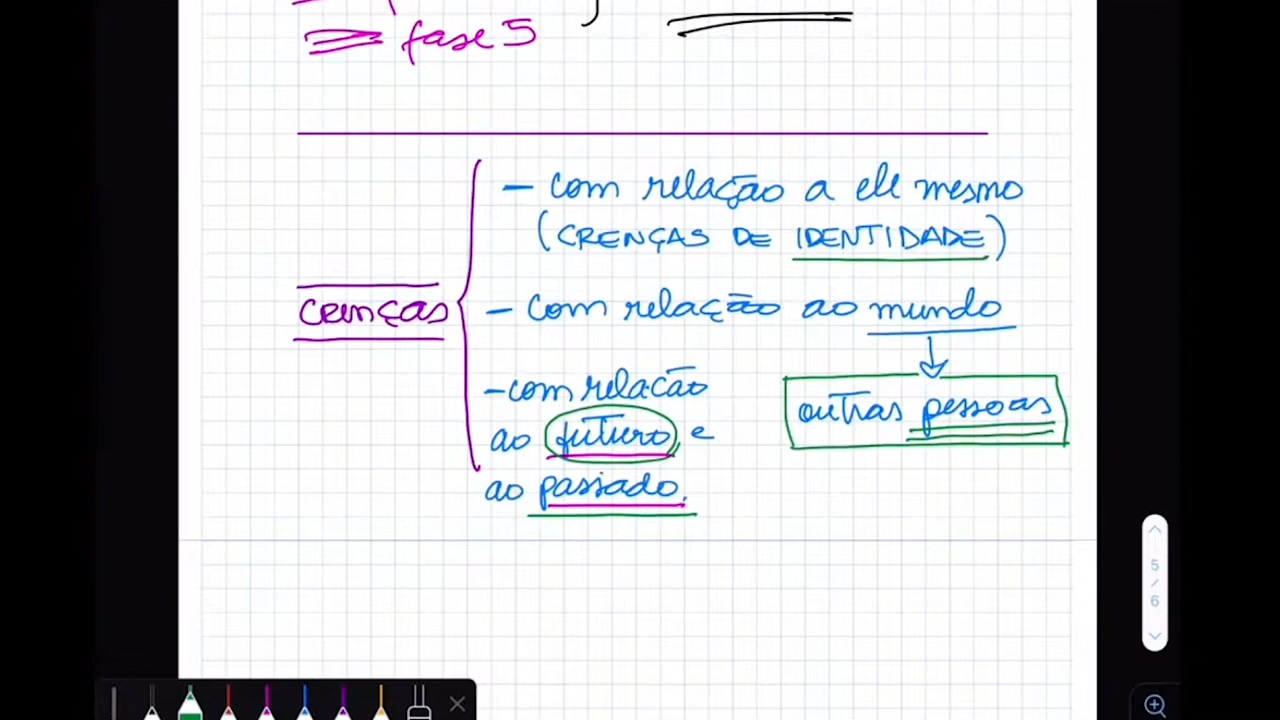 ⇒ fase 5
- com relação a ele mesmo
(CRENÇAS DE IDENTIDADE)
crenças
- com relação ao mundo
- com relacão
ao futuro e
ao passado.
outras pessoas
5
/
6